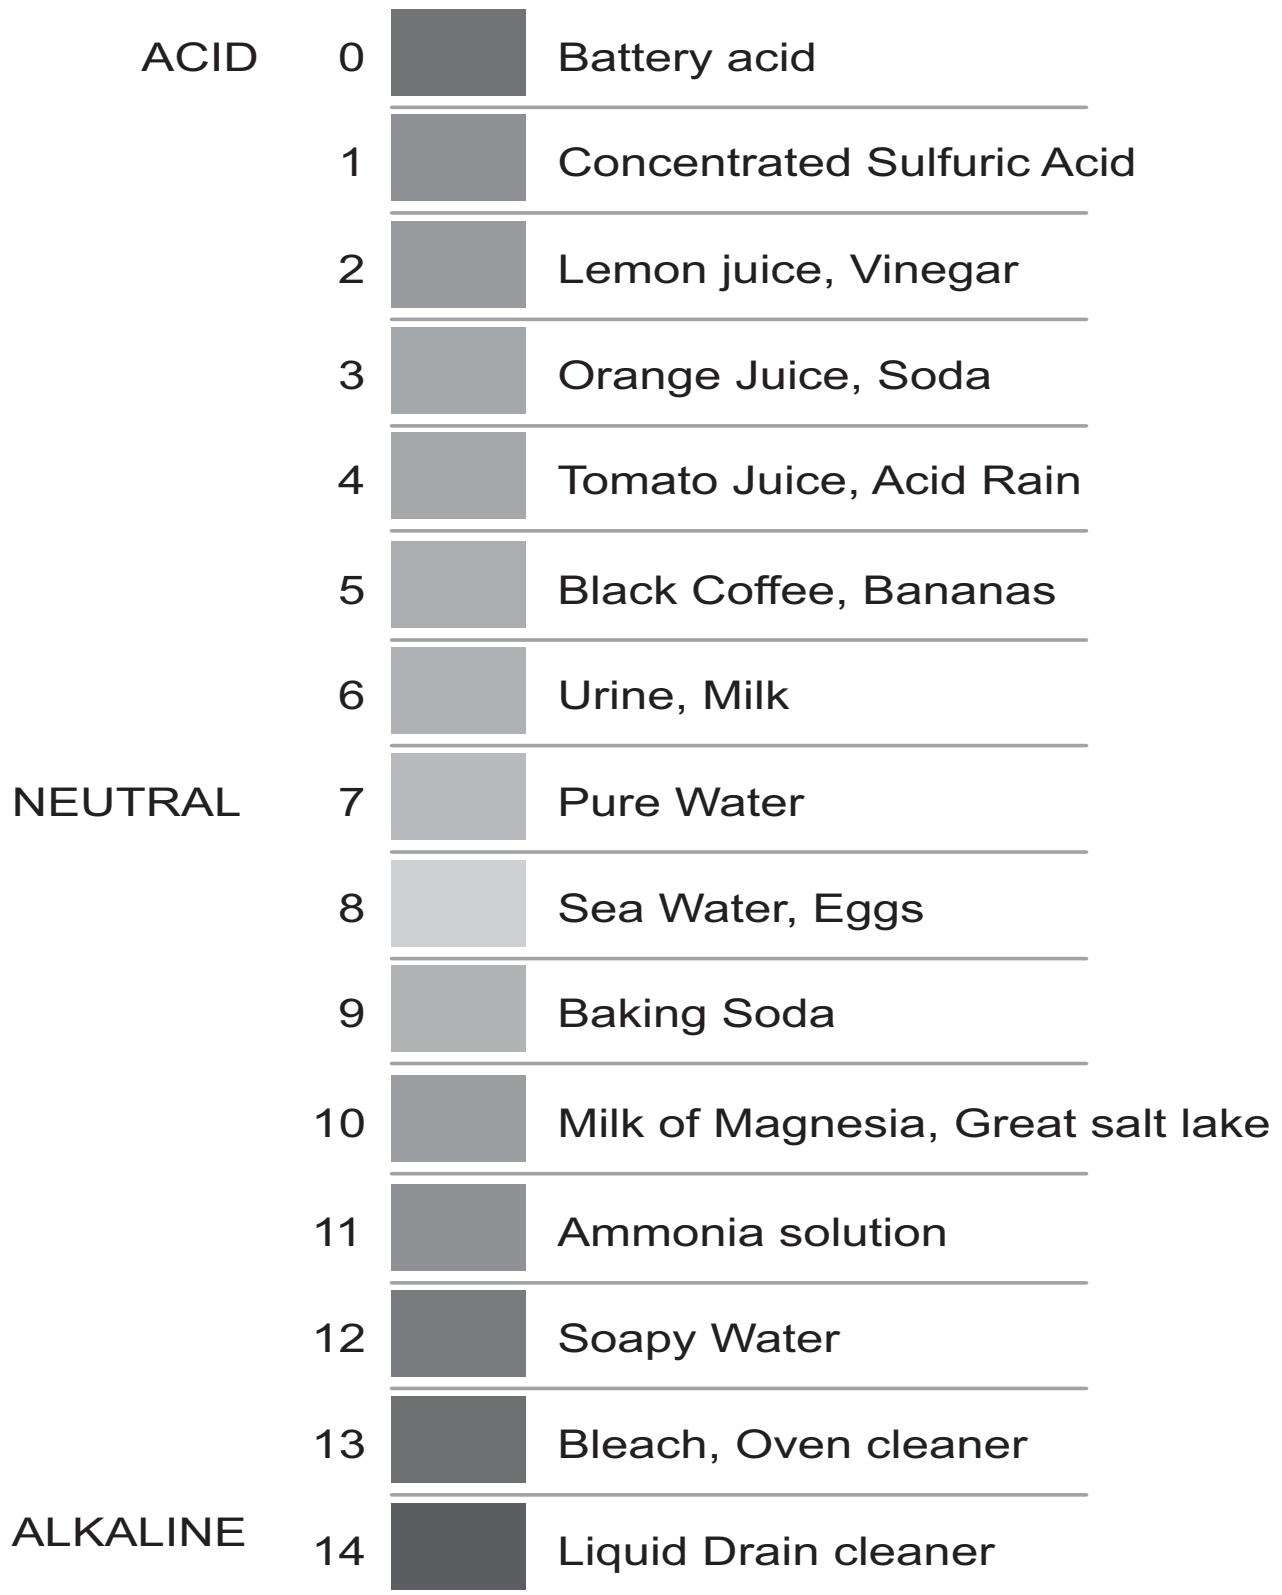 ACID 0 Battery acid
1 Concentrated Sulfuric Acid
2 Lemon juice, Vinegar
3 Orange Juice, Soda
4 Tomato Juice, Acid Rain
5 Black Coffee, Bananas
6 Urine, Milk
NEUTRAL 7 Pure Water
8 Sea Water, Eggs
9 Baking Soda
10 Milk of Magnesia, Great salt lake
11 Ammonia solution
12 Soapy Water
13 Bleach, Oven cleaner
ALKALINE 14 Liquid Drain cleaner